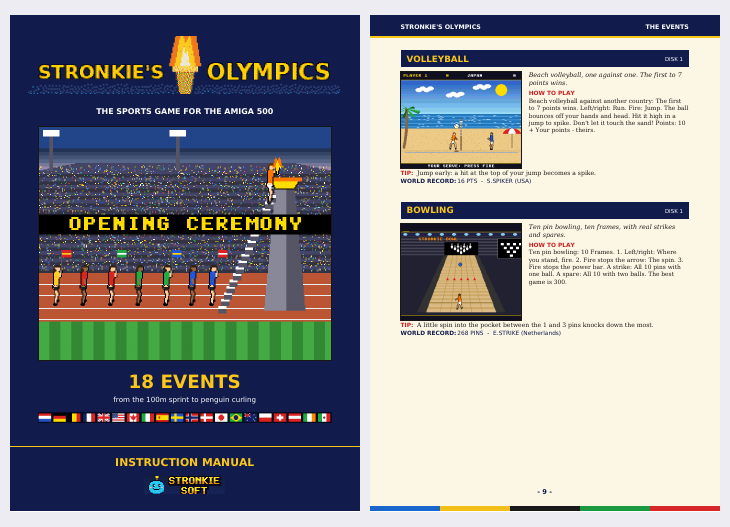 STRONKIE'S OLYMPICS
THE SPORTS GAME FOR THE AMIGA 500
OPENING CEREMONY
18 EVENTS
from the 100m sprint to penguin curling
INSTRUCTION MANUAL
STRONKIE
SOFT
STRONKIE'S OLYMPICS
THE EVENTS
VOLLEYBALL
DISK 1
PLAYER 1
JAPAN
YOUR SERVE: PRESS FIRE
Beach volleyball, one against one. The first to 7
points wins.
HOW TO PLAY
Beach volleyball against another country: The first
to 7 points wins. Left/right: Run. Fire: Jump. The ball
bounces off your hands and head. Hit it high in a
jump to spike. Don't let it touch the sand! Points: 10
+ Your points - theirs.
TIP: Jump early: a hit at the top of your jump becomes a spike.
WORLD RECORD: 16 PTS - S.SPIKER (USA)
BOWLING
DISK 1
STRONKIE BOWL
Ten pin bowling, ten frames, with real strikes
and spares.
HOW TO PLAY
Ten pin bowling: 10 Frames. 1. Left/right: Where
you stand, fire. 2. Fire stops the arrow: The spin. 3.
Fire stops the power bar. A strike: All 10 pins with
one ball. A spare: All 10 with two balls. The best
game is 300.
TIP: A little spin into the pocket between the 1 and 3 pins knocks down the most.
WORLD RECORD: 268 PINS - E.STRIKE (Netherlands)
- 9 -